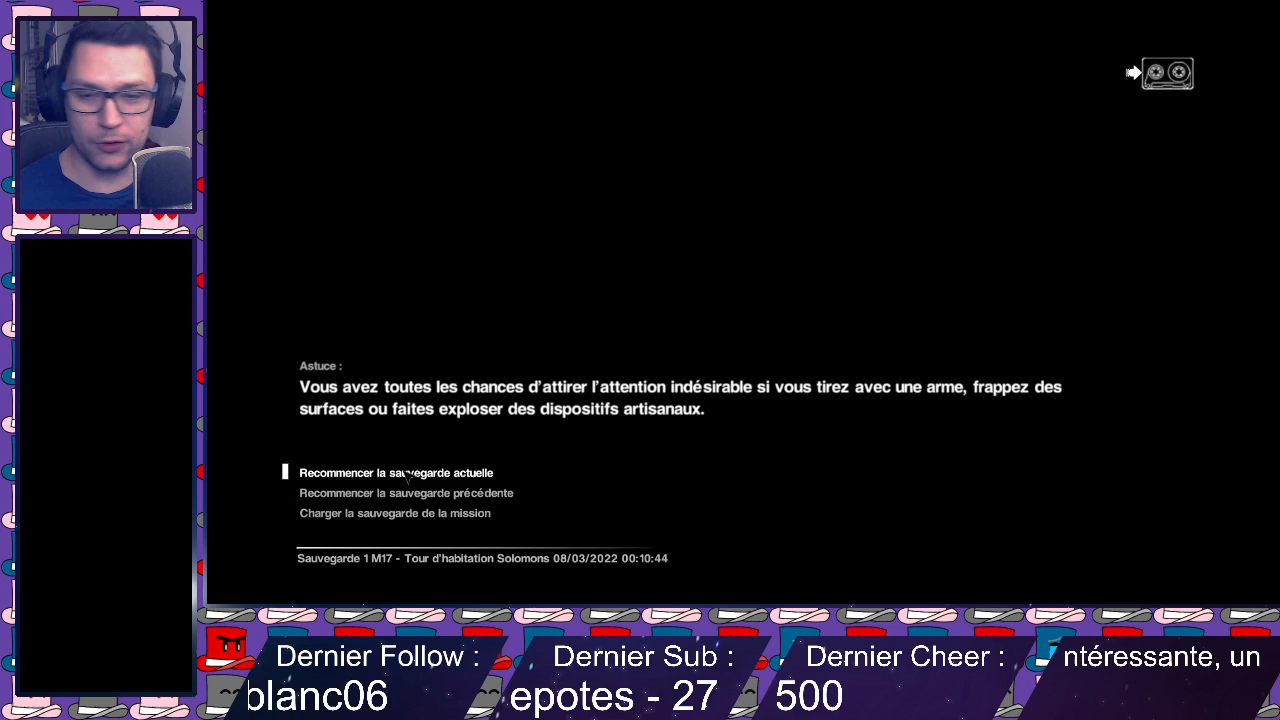 Astuce :
Vous avez toutes les chances d'attirer l'attention indésirable si vous tirez avec une arme, frappez des
surfaces ou faites exploser des dispositifs artisanaux.
Recommencer la sauvegarde actuelle
Recommencer la sauvegarde précédente
Charger la sauvegarde de la mission
Sauvegarde 1 M17 - Tour d'habitation Solomons 08/03/2022 00:10:44
Dernier Follow :
Dernier Sub :
Dernier Cheer :
ntéressante, un
blanc06
epotes - 27
500